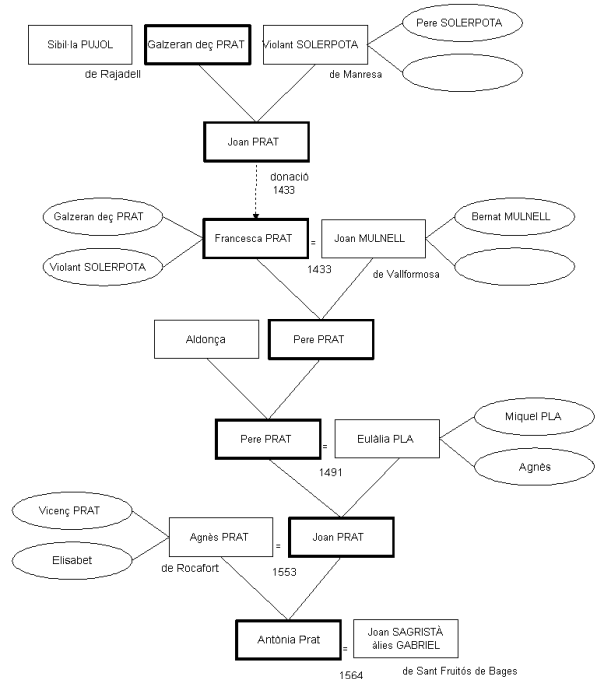 Pere SOLERPOTA
Sibil·la PUJOL
Galzeran deç PRAT
Violant SOLERPOTA
de Rajadell
de Manresa
Joan PRAT
donació
1433
Galzeran deç PRAT
Bernat MULNELL
Francesca PRAT
=
Joan MULNELL
Violant SOLERPOTA
1433
de Vallformosa
Aldonça
Pere PRAT
Miquel PLA
Pere PRAT
=
Eulàlia PLA
1491
Agnès
Vicenç PRAT
Agnès PRAT
=
Joan PRAT
Elisabet
de Rocafort
1553
Antònia Prat
=
Joan SAGRISTÀ
àlies GABRIEL
1564
de Sant Fruitós de Bages